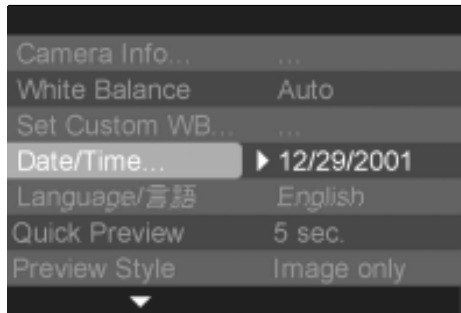 Camera Info... ...
White Balance Auto
Set Custom WB... ...
Date/Time... 12/29/2001
Language/言語 English
Quick Preview 5 sec.
Preview Style Image only